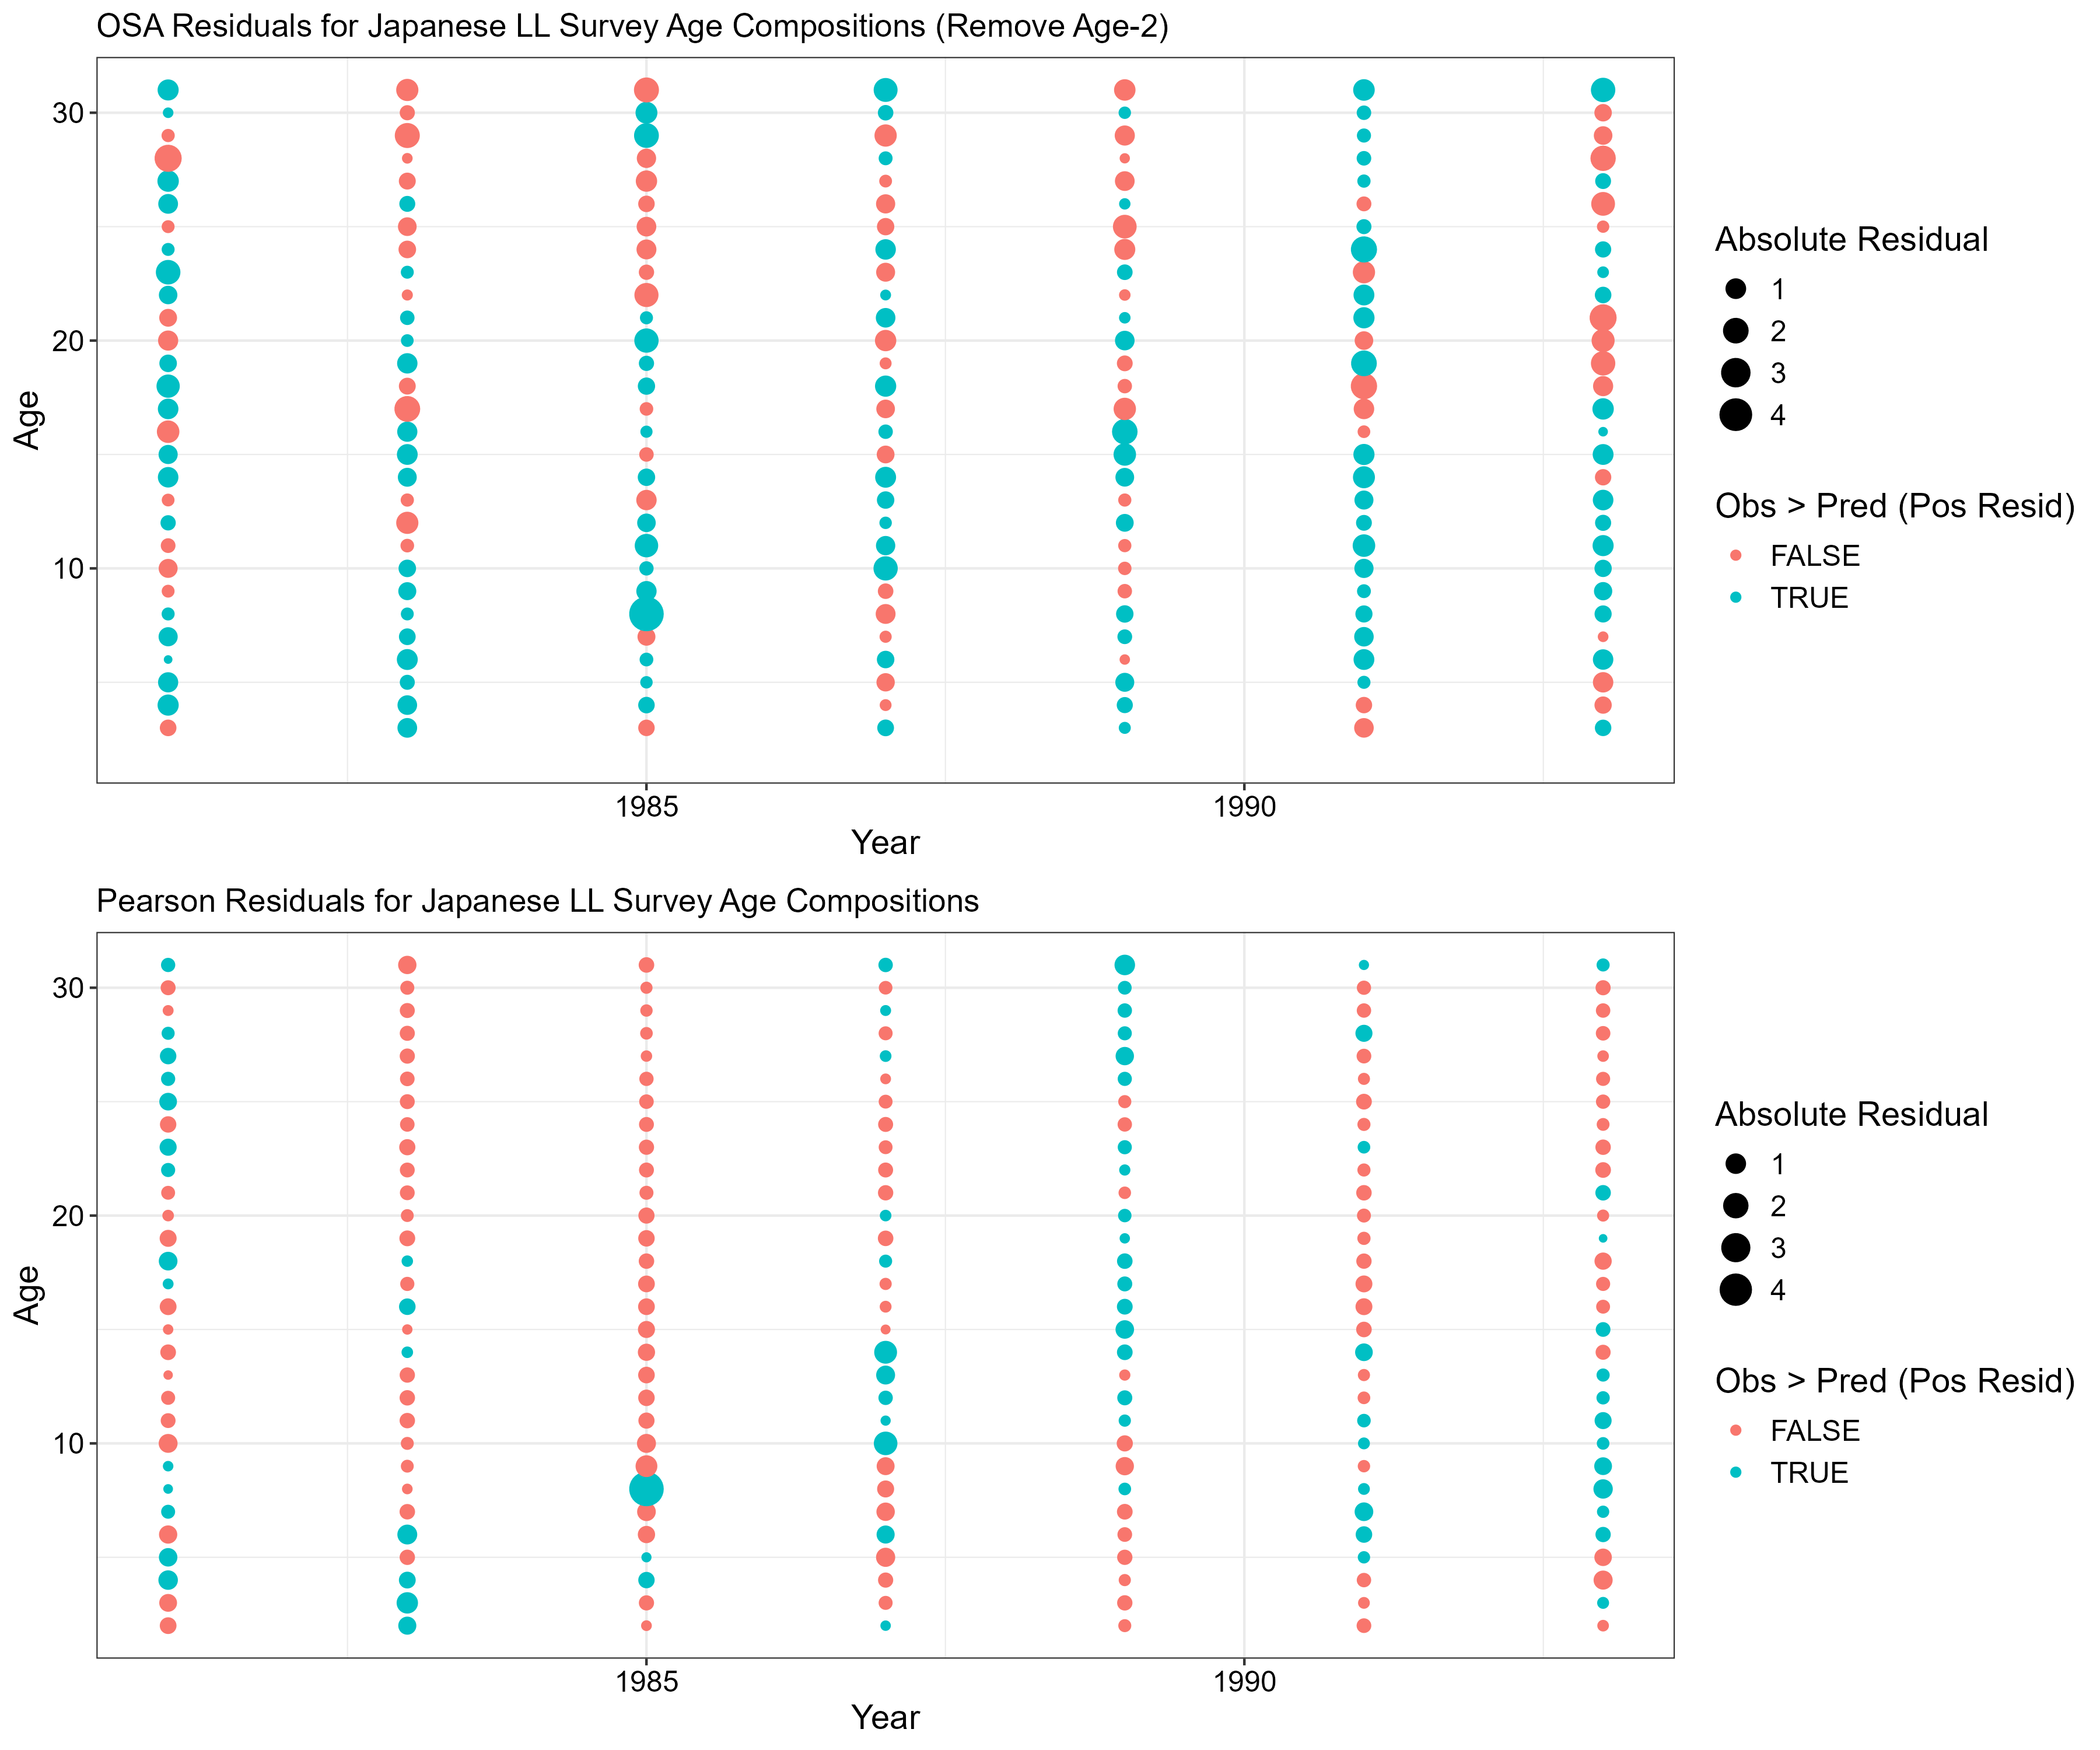 OSA Residuals for Japanese LL Survey Age Compositions (Remove Age-2)
30
20
10
Age
1985
1990
Year
Absolute Residual
1
2
3
4
Obs > Pred (Pos Resid)
FALSE
TRUE
Pearson Residuals for Japanese LL Survey Age Compositions
30
20
10
Age
1985
1990
Year
Absolute Residual
1
2
3
4
Obs > Pred (Pos Resid)
FALSE
TRUE